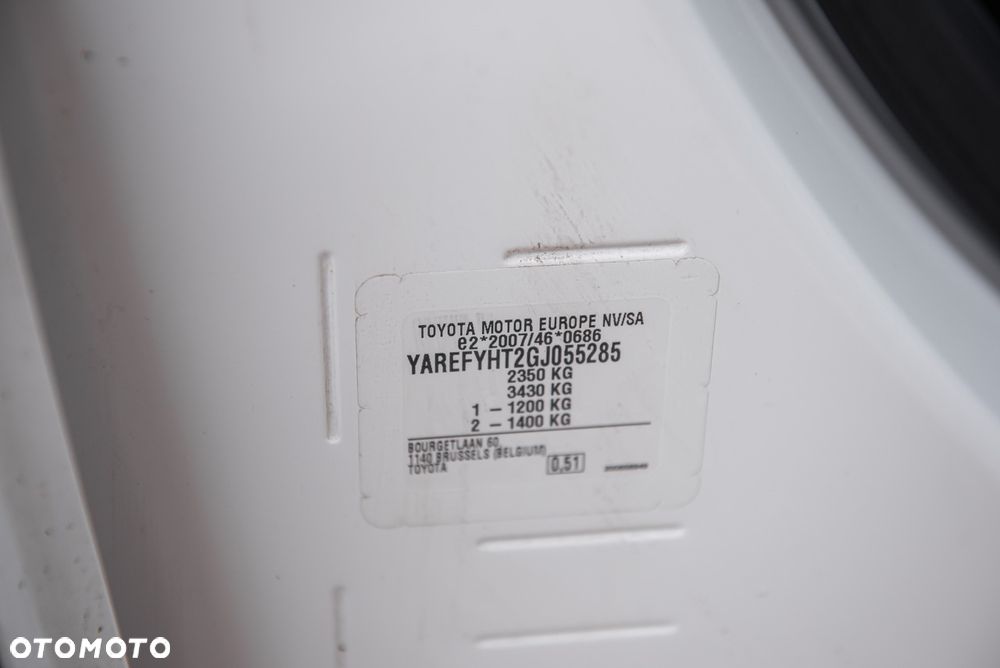 TOYOTA MOTOR EUROPE NV/SA
e2*2007/46*0686
YAREFYHT2GJ055285
2350 KG
3430 KG
1 – 1200 KG
2 – 1400 KG
BOURGETLAAN 60
1140 BRUSSELS (BELGIUM)
TOYOTA
0,51
OTOMOTO